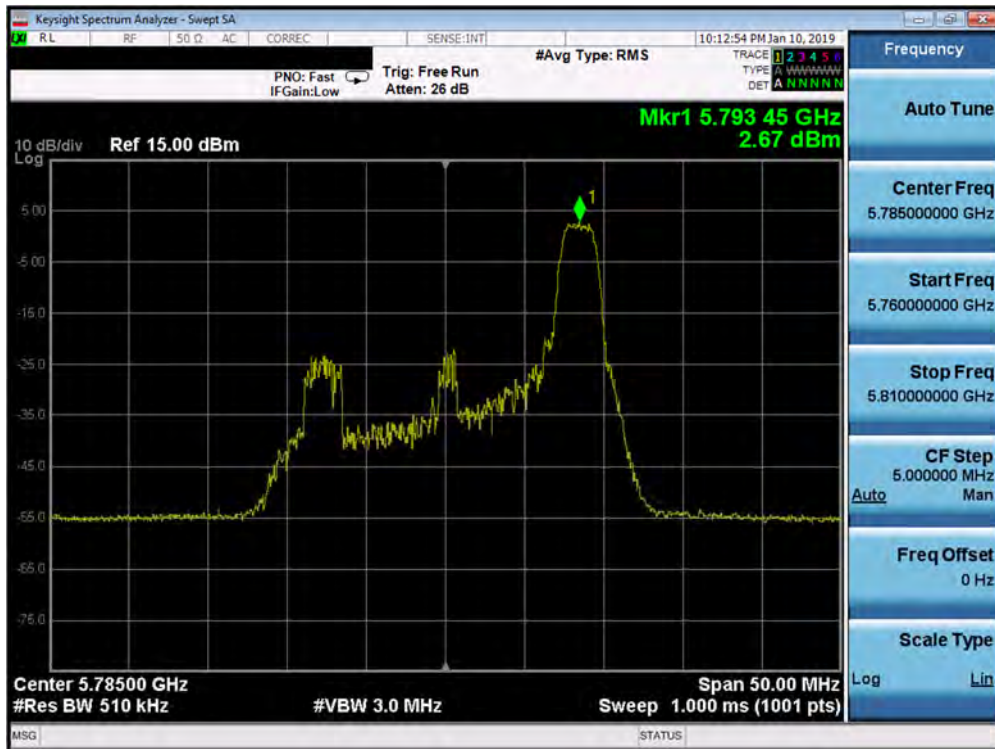 Keysight Spectrum Analyzer - Swept SA
RL RF 50 Ω AC CORREC SENSE:INT 10:12:54 PM Jan 10, 2019
#Avg Type: RMS TRACE 1 2 3 4 5 6
PNO: Fast Trig: Free Run TYPE A WWWWW
IFGain:Low Atten: 26 dB DET A N N N N N
Mkr1 5.793 45 GHz
2.67 dBm
10 dB/div Ref 15.00 dBm
Log
1
5.00
-5.00
-15.0
-25.0
-35.0
-45.0
-55.0
-65.0
-75.0
Center 5.78500 GHz Span 50.00 MHz
#Res BW 510 kHz #VBW 3.0 MHz Sweep 1.000 ms (1001 pts)
MSG STATUS
Frequency
Auto Tune
Center Freq
5.785000000 GHz
Start Freq
5.760000000 GHz
Stop Freq
5.810000000 GHz
CF Step
5.000000 MHz
Auto Man
Freq Offset
0 Hz
Scale Type
Log Lin